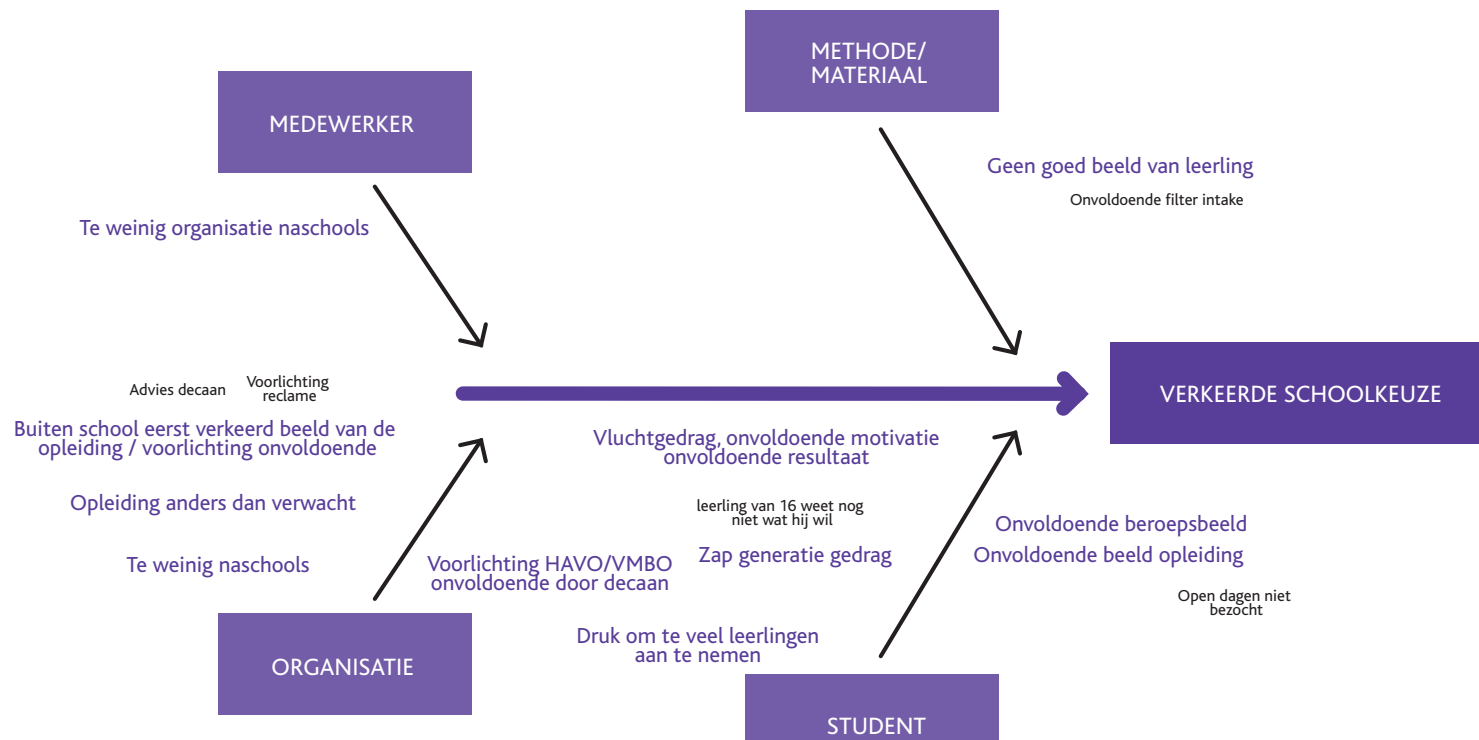 METHODE/
MATERIAAL
MEDEWERKER
Geen goed beeld van leerling
Onvoldoende filter intake
Te weinig organisatie naschools
Advies decaan
Voorlichting
reclame
VERKEERDE SCHOOLKEUZE
Buiten school eerst verkeerd beeld van de
opleiding / voorlichting onvoldoende
Vluchtgedrag, onvoldoende motivatie
onvoldoende resultaat
Opleiding anders dan verwacht
leerling van 16 weet nog
niet wat hij wil
Onvoldoende beroepsbeeld
Te weinig naschools
Voorlichting HAVO/VMBO
onvoldoende door decaan
Zap generatie gedrag
Onvoldoende beeld opleiding
Open dagen niet
bezocht
Druk om te veel leerlingen
aan te nemen
ORGANISATIE
STUDENT